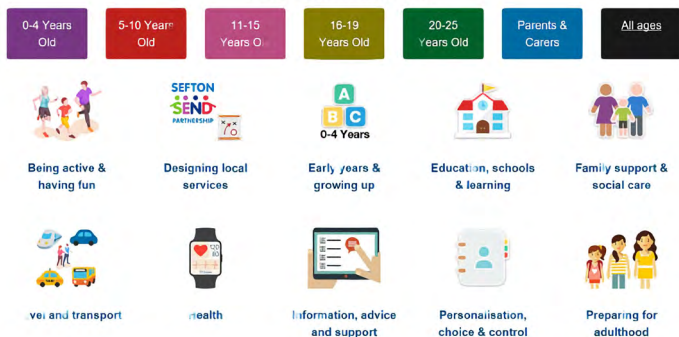 0-4 Years
Old
5-10 Years
Old
11-15
Years Old
16-19
Years Old
20-25
Years Old
Parents &
Carers
All ages
SEFTON
SEND
PARTNERSHIP
A
B C
0-4 Years
Being active &
having fun
Designing local
services
Early years &
growing up
Education, schools
& learning
Family support &
social care
120
80
and transport
Health
Information, advice
and support
Personalisation,
choice & control
Preparing for
adulthood